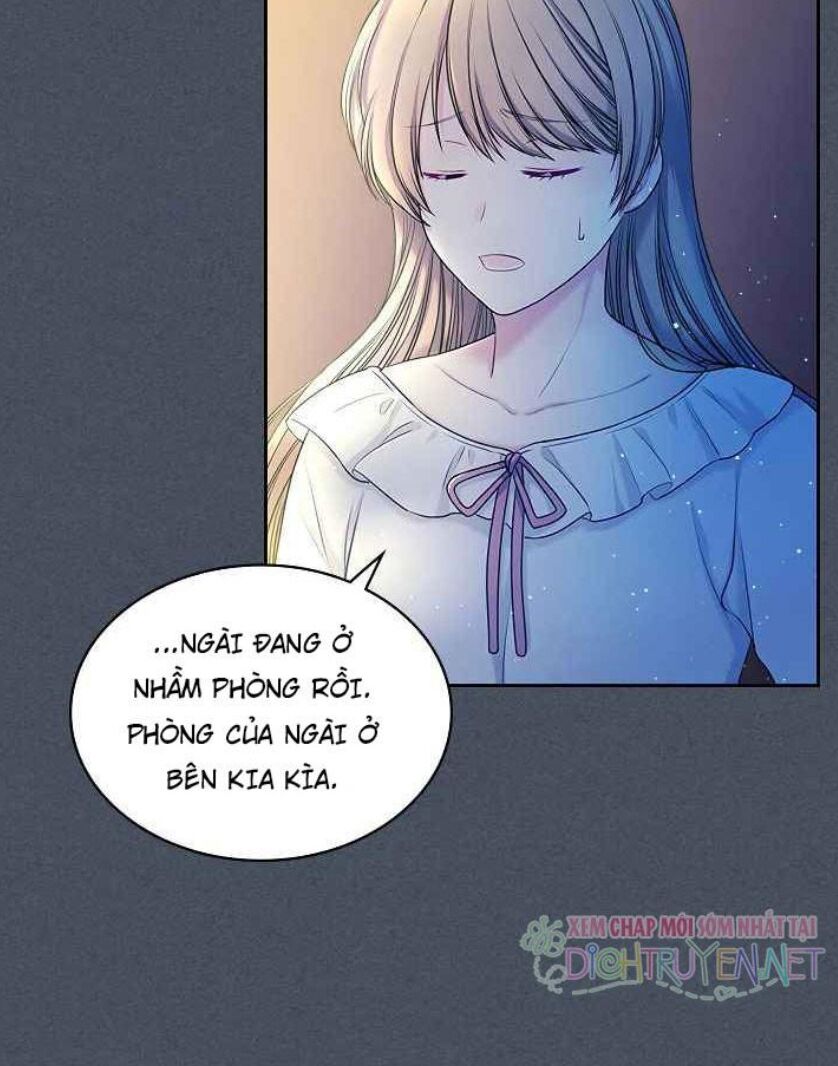 ...NGÀI ĐANG Ở
NHẦM PHÒNG RỒI.
PHÒNG CỦA NGÀI Ở
BÊN KIA KÌA.
XEM CHAP MỚI SỚM NHẤT TẠI
DICHTRUYEN.NET